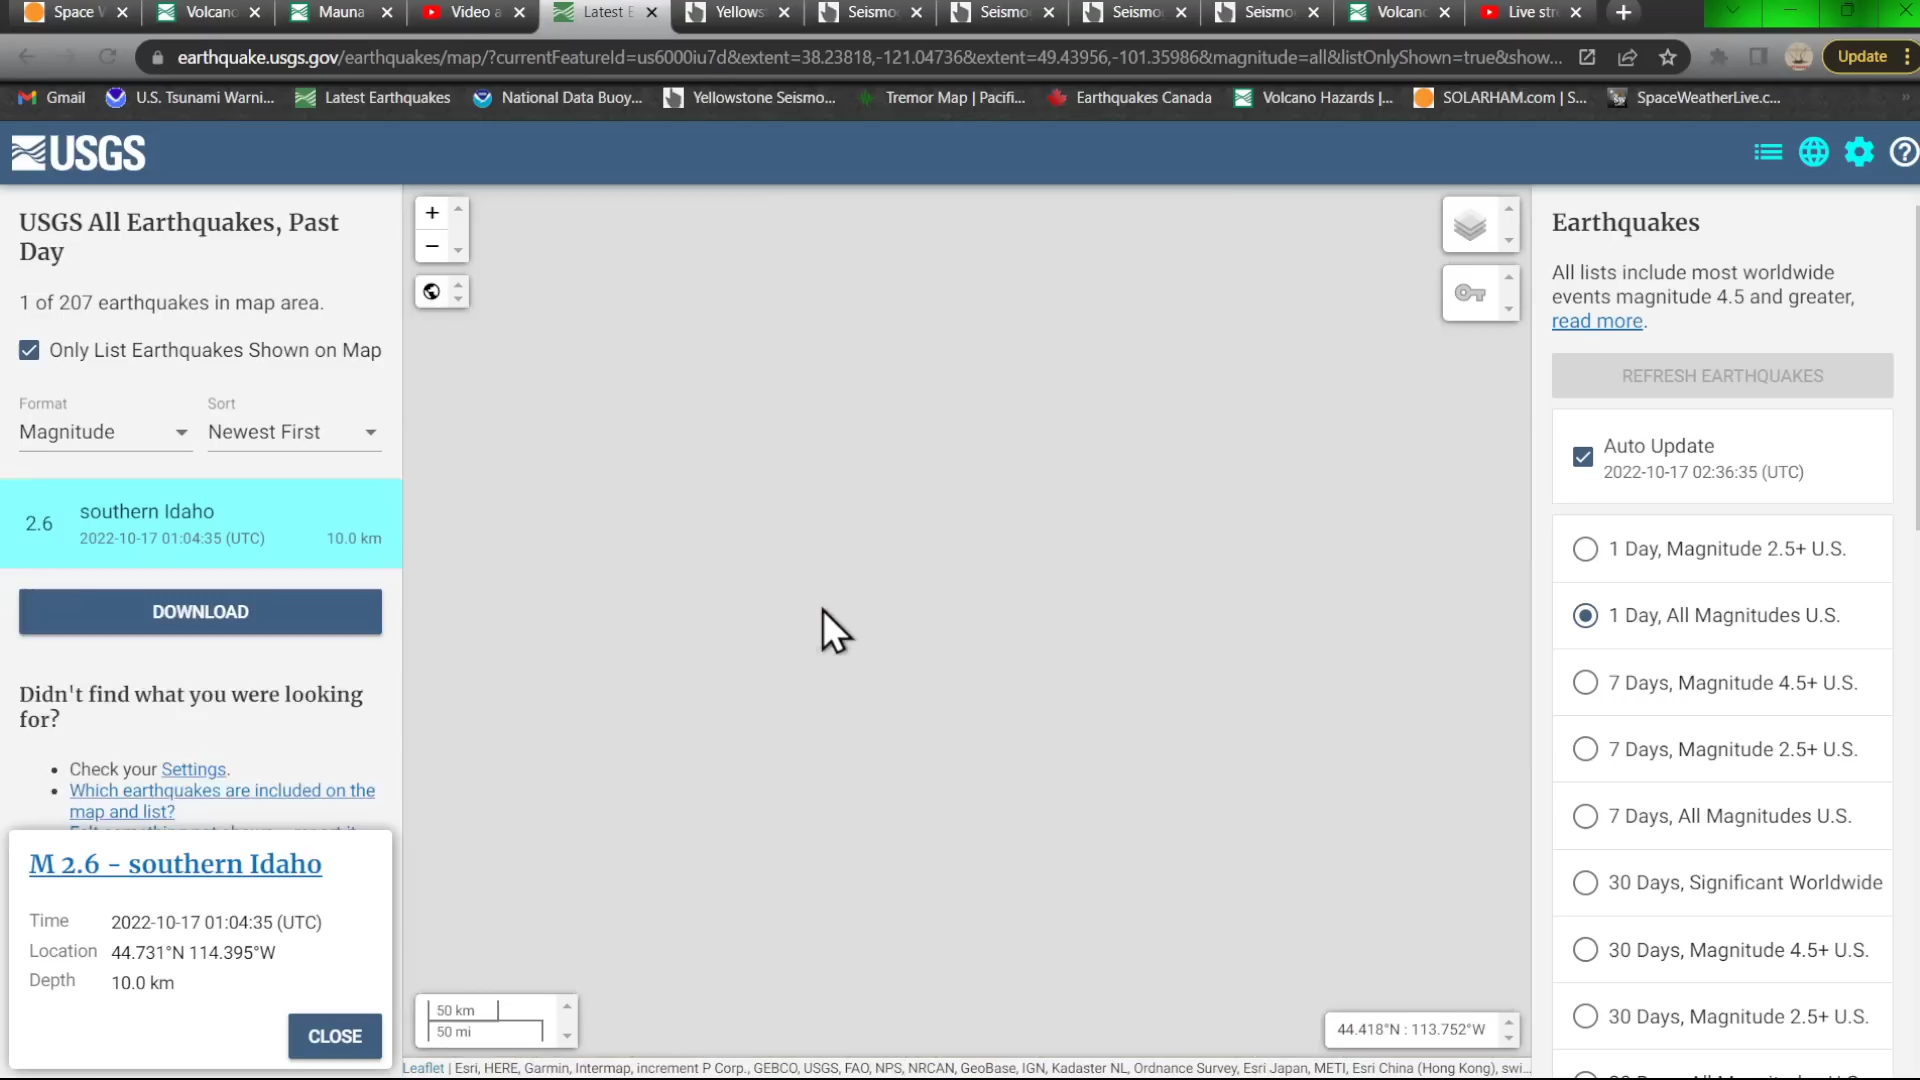 Space V
Volcano
Mauna
Video a
Latest E
Yellows
Seismo
Seismo
Seismo
Seismo
Volcan
Live str
earthquake.usgs.gov/earthquakes/map/?currentFeatureId=us6000iu7d&extent=38.23818,-121.04736&extent=49.43956,-101.35986&magnitude=all&listOnlyShown=true&show...
Update
Gmail
U.S. Tsunami Warni...
Latest Earthquakes
National Data Buoy...
Yellowstone Seismo...
Tremor Map | Pacifi...
Earthquakes Canada
Volcano Hazards |...
SOLARHAM.com | S...
SpaceWeatherLive.c...
USGS
USGS All Earthquakes, Past
Day
1 of 207 earthquakes in map area.
Only List Earthquakes Shown on Map
Format
Sort
Magnitude
Newest First
2.6
southern Idaho
2022-10-17 01:04:35 (UTC)
10.0 km
DOWNLOAD
Didn't find what you were looking
for?
• Check your Settings.
• Which earthquakes are included on the
map and list?
M 2.6 - southern Idaho
Time 2022-10-17 01:04:35 (UTC)
Location 44.731°N 114.395°W
Depth 10.0 km
CLOSE
+
−
50 km
50 mi
44.418°N : 113.752°W
Leaflet | Esri, HERE, Garmin, Intermap, increment P Corp., GEBCO, USGS, FAO, NPS, NRCAN, GeoBase, IGN, Kadaster NL, Ordnance Survey, Esri Japan, METI, Esri China (Hong Kong), swi...
Earthquakes
All lists include most worldwide
events magnitude 4.5 and greater,
read more.
REFRESH EARTHQUAKES
Auto Update
2022-10-17 02:36:35 (UTC)
1 Day, Magnitude 2.5+ U.S.
1 Day, All Magnitudes U.S.
7 Days, Magnitude 4.5+ U.S.
7 Days, Magnitude 2.5+ U.S.
7 Days, All Magnitudes U.S.
30 Days, Significant Worldwide
30 Days, Magnitude 4.5+ U.S.
30 Days, Magnitude 2.5+ U.S.